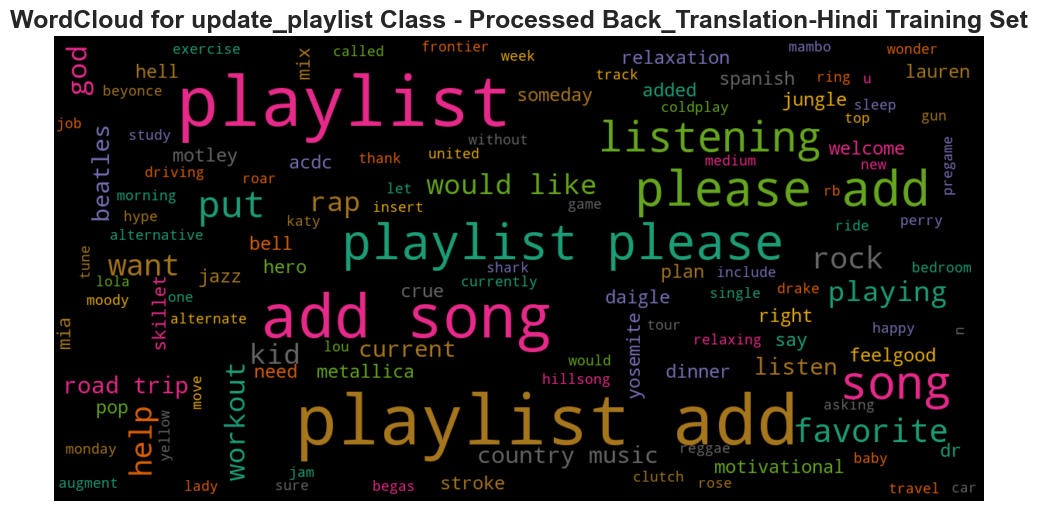 WordCloud for update_playlist Class - Processed Back_Translation-Hindi Training Set
god
exercise
mix
called
frontier
week
relaxation
mambo
wonder
hell
beyonce
playlist
someday
track
added
spanish
ring
u
lauren
coldplay
jungle
sleep
top
gun
job
study
beatles
motley
acdc
thank
without
united
listening
medium
welcome
new
pregame
driving
roar
let
would like
game
please add
rb
morning
put
rap
insert
hype
katy
alternative
bell
playlist please
ride
perry
rock
tune
want
jazz
hero
shark
currently
plan
include
bedroom
lola
moody
one
skillet
crue
daigle
single
drake
playing
mia
alternate
add song
yosemite
tour
right
happy
n
kid
lou
current
relaxing
say
feelgood
would
need
metallica
hillsong
dinner
listen
road trip
move
workout
song
pop
help
yellow
playlist add
asking
favorite
monday
country music
reggae
dr
motivational
baby
augment
lady
jam
sure
begas
stroke
clutch
rose
travel
car